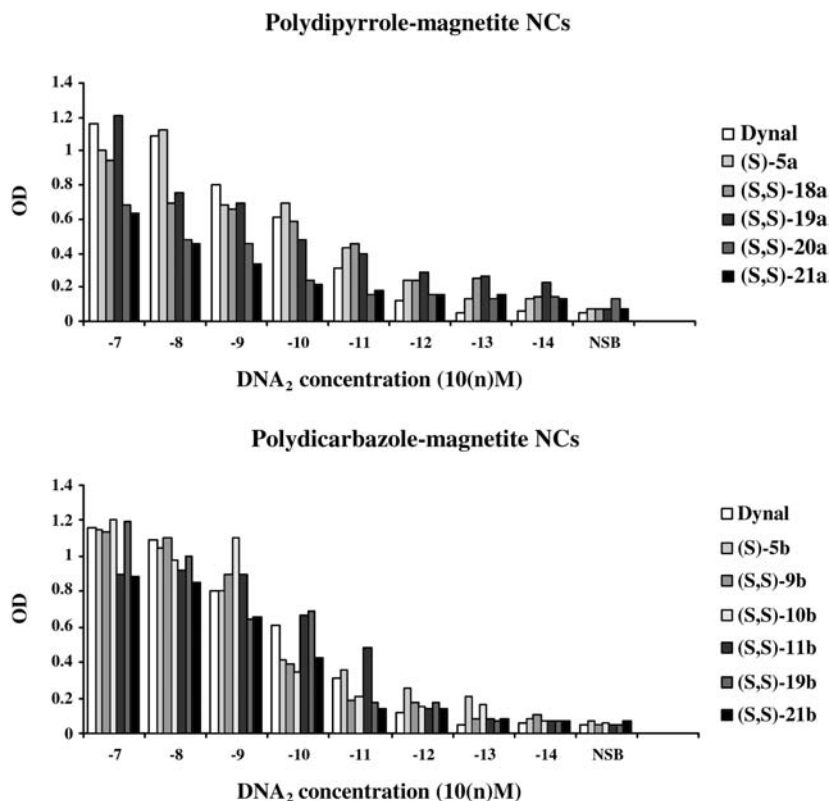 Polydipyrrole-magnetite NCs
1.4
1.2
1
0.8
0.6
0.4
0.2
0
OD
-7 -8 -9 -10 -11 -12 -13 -14 NSB
DNA₂ concentration (10(n)M)
Dynal
(S)-5a
(S,S)-18a
(S,S)-19a
(S,S)-20a
(S,S)-21a
Polydicarbazole-magnetite NCs
1.4
1.2
1
0.8
0.6
0.4
0.2
0
OD
-7 -8 -9 -10 -11 -12 -13 -14 NSB
DNA₂ concentration (10(n)M)
Dynal
(S)-5b
(S,S)-9b
(S,S)-10b
(S,S)-11b
(S,S)-19b
(S,S)-21b